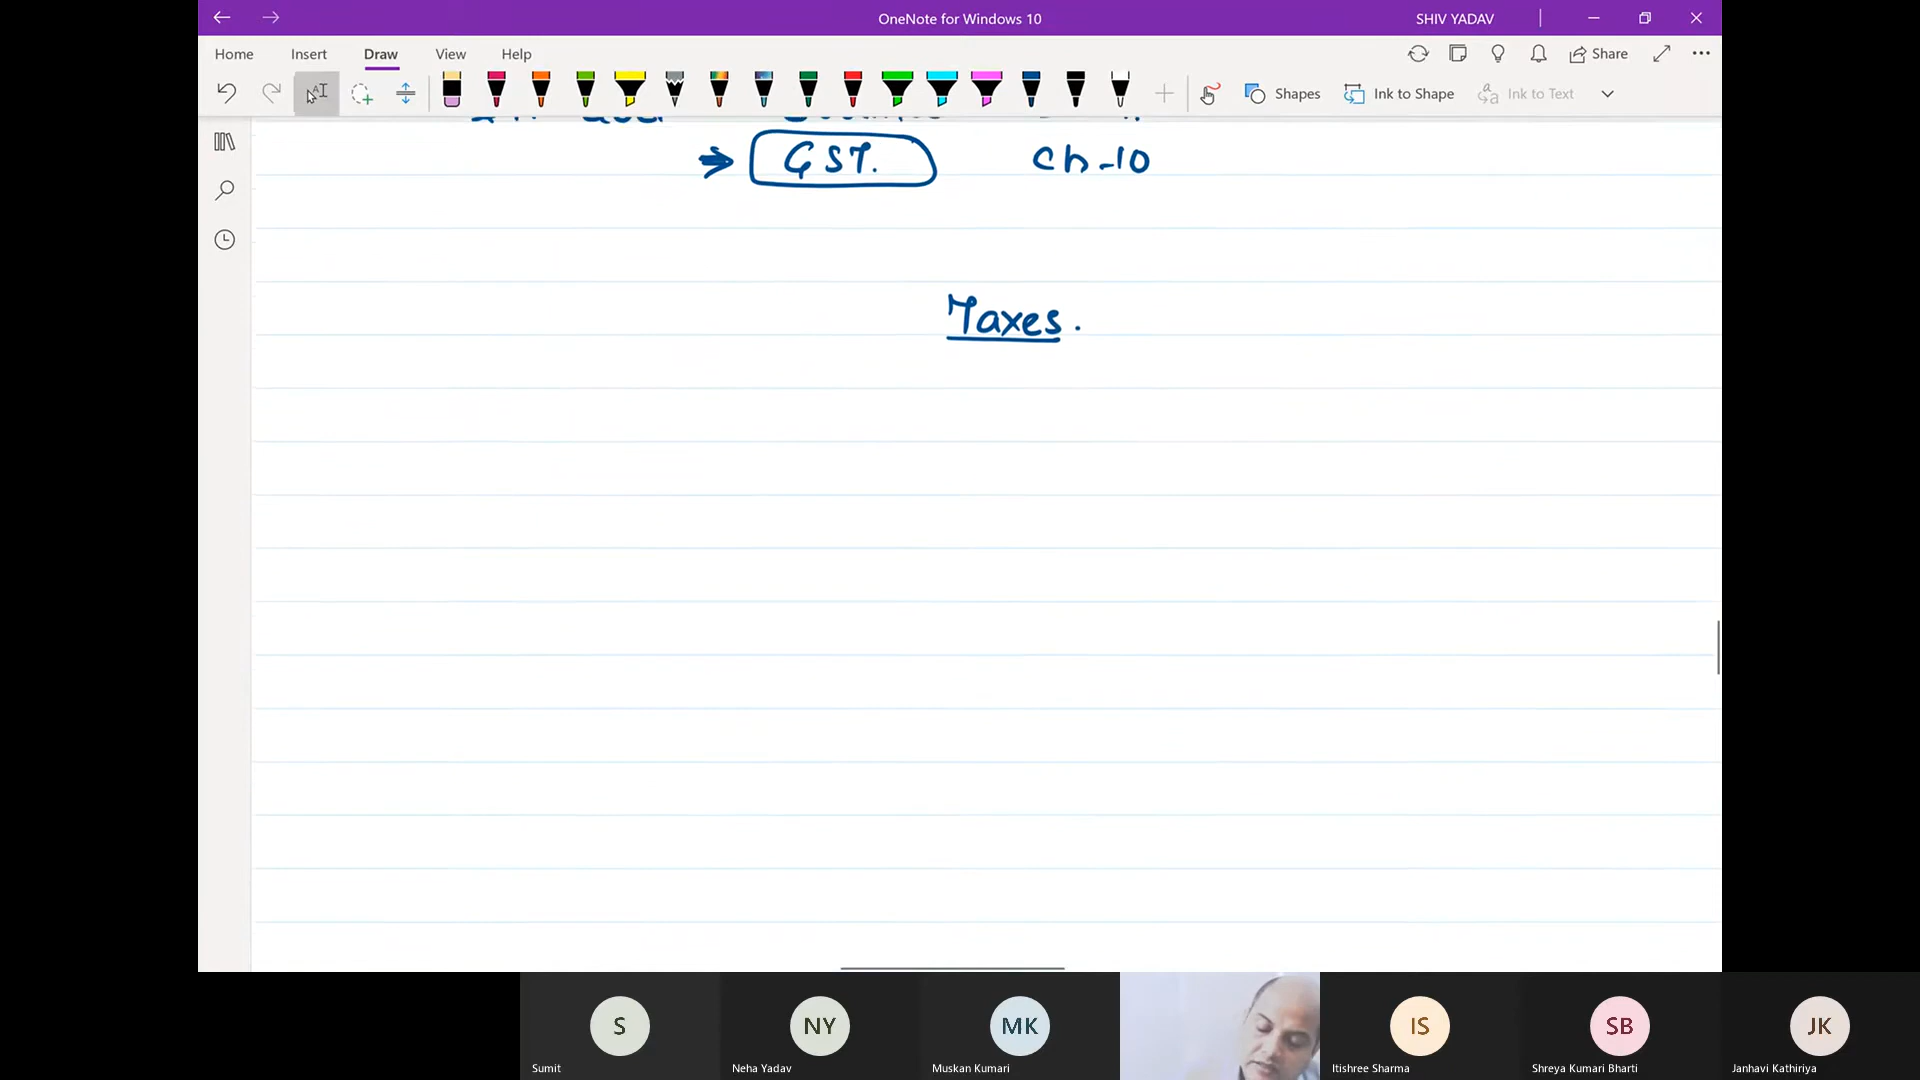 OneNote for Windows 10
SHIV YADAV
Home Insert Draw View Help
Share
Shapes
Ink to Shape
Ink to Text
GST. Ch-10
Taxes.
S NY MK IS SB JK
Sumit Neha Yadav Muskan Kumari Itishree Sharma Shreya Kumari Bharti Janhavi Kathiriya